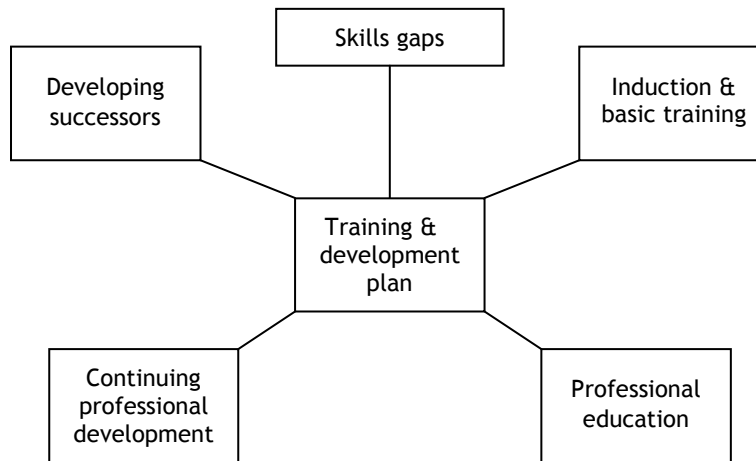 Skills gaps
Developing
successors
Induction &
basic training
Training &
development
plan
Continuing
professional
development
Professional
education